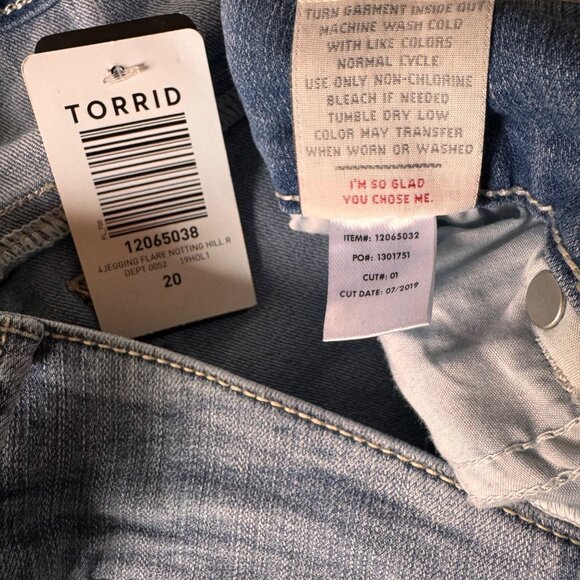 TORRID
12065038
4JEGGING FLARE NOTTING HILL R
DEPT 0052 19HOL1
20
TURN GARMENT INSIDE OUT
MACHINE WASH COLD
WITH LIKE COLORS
NORMAL CYCLE
USE ONLY NON-CHLORINE
BLEACH IF NEEDED
TUMBLE DRY LOW
COLOR MAY TRANSFER
WHEN WORN OR WASHED
I'M SO GLAD
YOU CHOSE ME.
ITEM#: 12065032
PO#: 1301751
CUT#: 01
CUT DATE: 07/2019